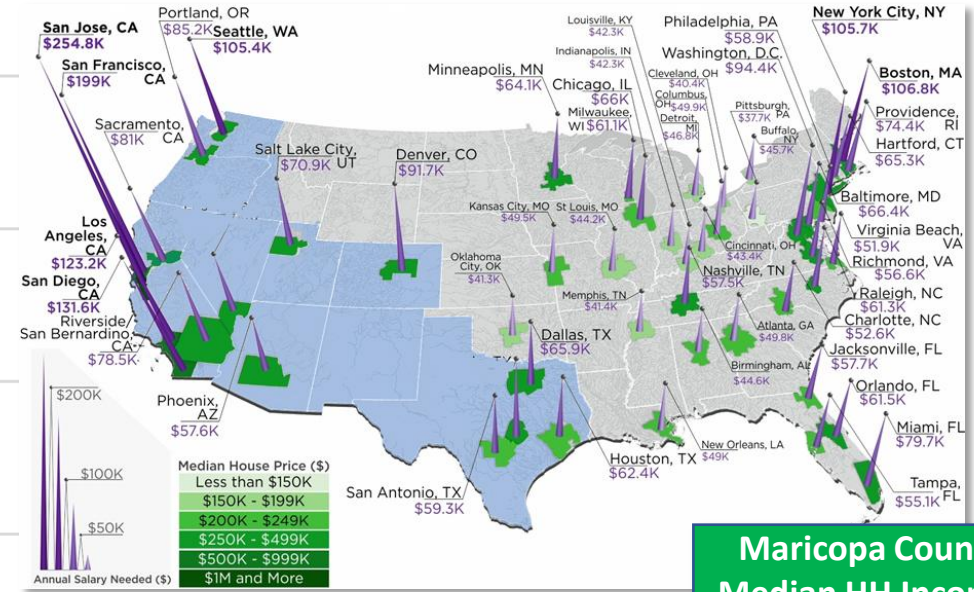 San Jose, CA
$254.8K
San Francisco,
CA
$199K
Portland, OR
$85.2K
Seattle, WA
$105.4K
Sacramento,
CA
$81K
Los
Angeles,
CA
$123.2K
San Diego,
CA
$131.6K
Riverside/
San Bernardino,
CA
$78.5K
Salt Lake City,
UT
$70.9K
Denver, CO
$91.7K
Phoenix,
AZ
$57.6K
Minneapolis, MN
$64.1K
Louisville, KY
$42.3K
Indianapolis, IN
$42.3K
Chicago, IL
$66K
Milwaukee,
WI $61.1K
Philadelphia, PA
$58.9K
Washington, D.C.
$94.4K
Cleveland, OH
$40.4K
Columbus,
OH $49.9K
Detroit,
MI
$46.8K
Pittsburgh,
PA
$37.7K
Buffalo,
NY
$45.7K
New York City, NY
$105.7K
Boston, MA
$106.8K
Providence,
RI
$74.4K
Hartford, CT
$65.3K
Baltimore, MD
$66.4K
Virginia Beach,
VA
$51.9K
Richmond, VA
$56.6K
Raleigh, NC
$61.3K
Charlotte, NC
$52.6K
Jacksonville, FL
$57.7K
Orlando, FL
$61.5K
Miami, FL
$79.7K
Tampa,
FL
$55.1K
Kansas City, MO
$49.5K
St Louis, MO
$44.2K
Oklahoma
City, OK
$41.3K
Memphis, TN
$41.4K
Cincinnati, OH
$43.4K
Nashville, TN
$57.5K
Atlanta, GA
$49.8K
Birmingham, AL
$44.6K
Dallas, TX
$65.9K
Houston, TX
$62.4K
New Orleans, LA
$49K
San Antonio, TX
$59.3K
$200K
$100K
$50K
Annual Salary Needed ($)
Median House Price ($)
Less than $150K
$150K - $199K
$200K - $249K
$250K - $499K
$500K - $999K
$1M and More
Maricopa Coun
Median HH Incom